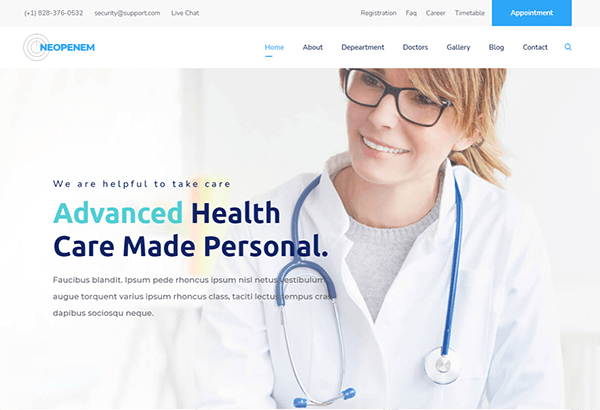 (+1) 828-376-0532 security@support.com Live Chat Registration Faq Career Timetable Appointment
NEOPENEM Home About Depeartment Doctors Gallery Blog Contact
We are helpful to take care
Advanced Health
Care Made Personal.
Faucibus blandit. Ipsum pede rhoncus ipsum nisl netus vestibulum
augue torquent varius ipsum rhoncus class, taciti lectus tempus cras
dapibus sociosqu neque.